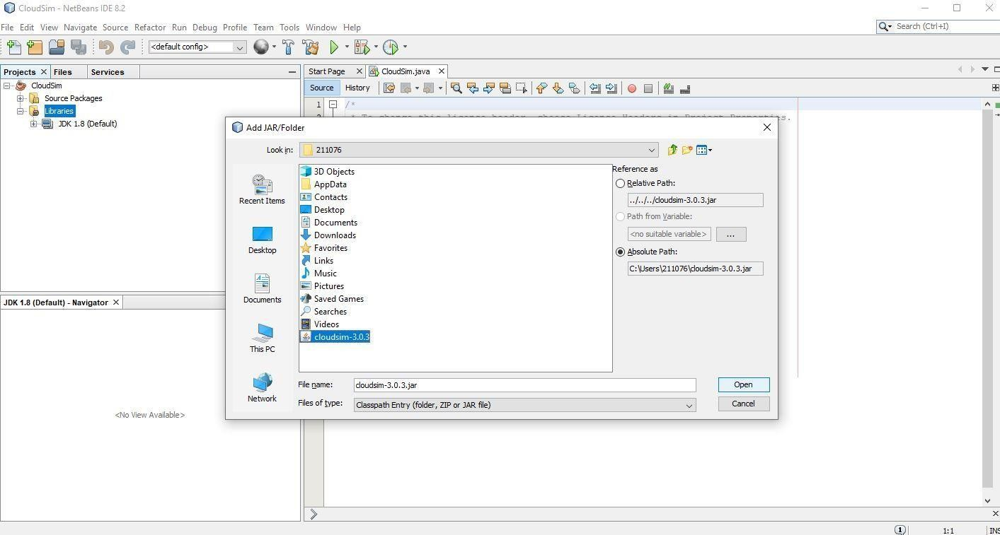 CloudSim - NetBeans IDE 8.2
File Edit View Navigate Source Refactor Run Debug Profile Team Tools Window Help
Search (Ctrl+I)
<default config>
Projects Files Services
CloudSim
Source Packages
Libraries
JDK 1.8 (Default)
JDK 1.8 (Default) - Navigator
<No View Available>
Start Page CloudSim.java
Source History
1 /*
* To change this license header, choose License Headers in Project Properties.
Add JAR/Folder
Look in: 211076
Recent Items
Desktop
Documents
This PC
Network
3D Objects
AppData
Contacts
Desktop
Documents
Downloads
Favorites
Links
Music
Pictures
Saved Games
Searches
Videos
cloudsim-3.0.3
Reference as
Relative Path:
../../../cloudsim-3.0.3.jar
Path from Variable:
<no suitable variable> ...
Absolute Path:
C:\Users\211076\cloudsim-3.0.3.jar
File name: cloudsim-3.0.3.jar Open
Files of type: Classpath Entry (folder, ZIP or JAR file) Cancel
1 1:1 INS